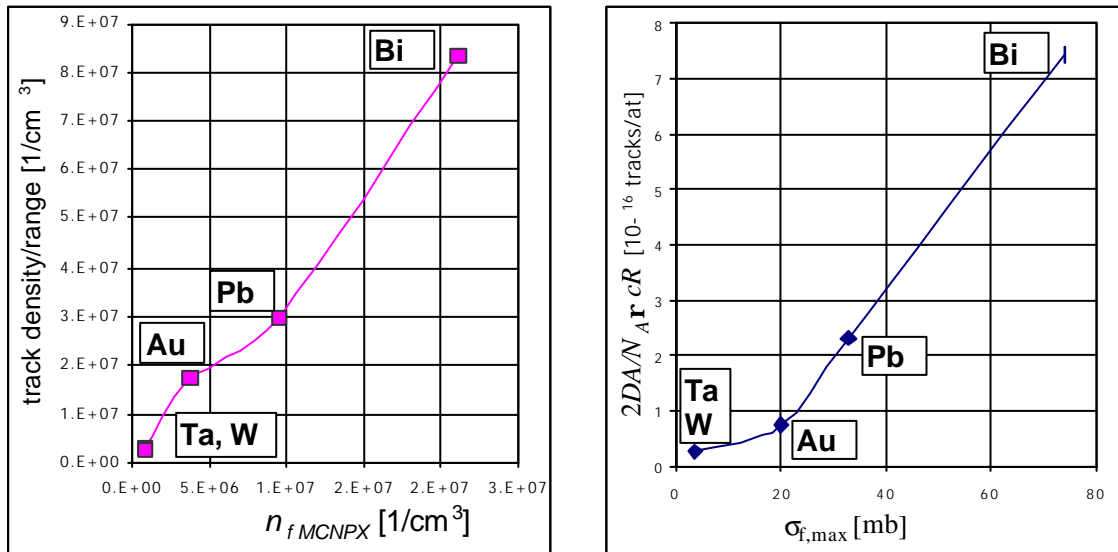 9.E+07
8.E+07
7.E+07
6.E+07
5.E+07
4.E+07
3.E+07
2.E+07
1.E+07
0.E+00
track density/range [1/cm ³]
Bi
Pb
Au
Ta, W
0.E+00 5.E+06 1.E+07 2.E+07 2.E+07 3.E+07
n f MCNPX [1/cm³]
8
7
6
5
4
3
2
1
0
2DA/N A r cR [10-¹⁶ tracks/at]
Bi
Pb
Ta
W
Au
0 20 40 60 80
σf,max [mb]